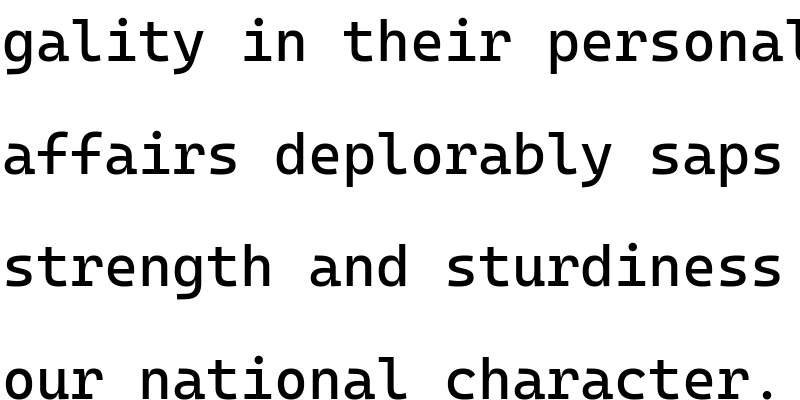 gality in their personal
affairs deplorably saps
strength and sturdiness
our national character.